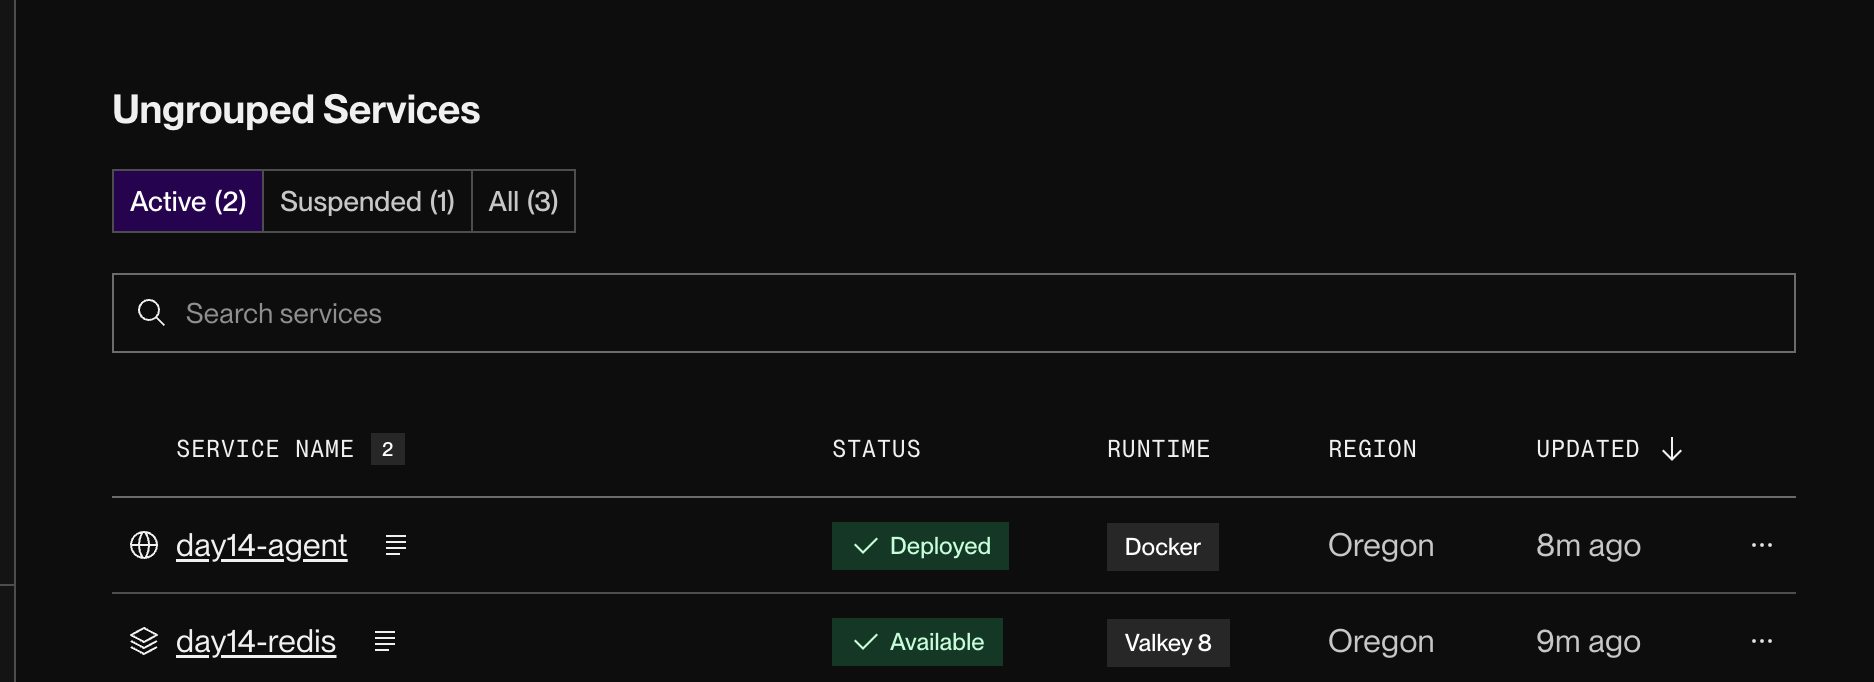 Ungrouped Services
Active (2) Suspended (1) All (3)
Search services
SERVICE NAME 2 STATUS RUNTIME REGION UPDATED ↓
day14-agent Deployed Docker Oregon 8m ago
day14-redis Available Valkey 8 Oregon 9m ago